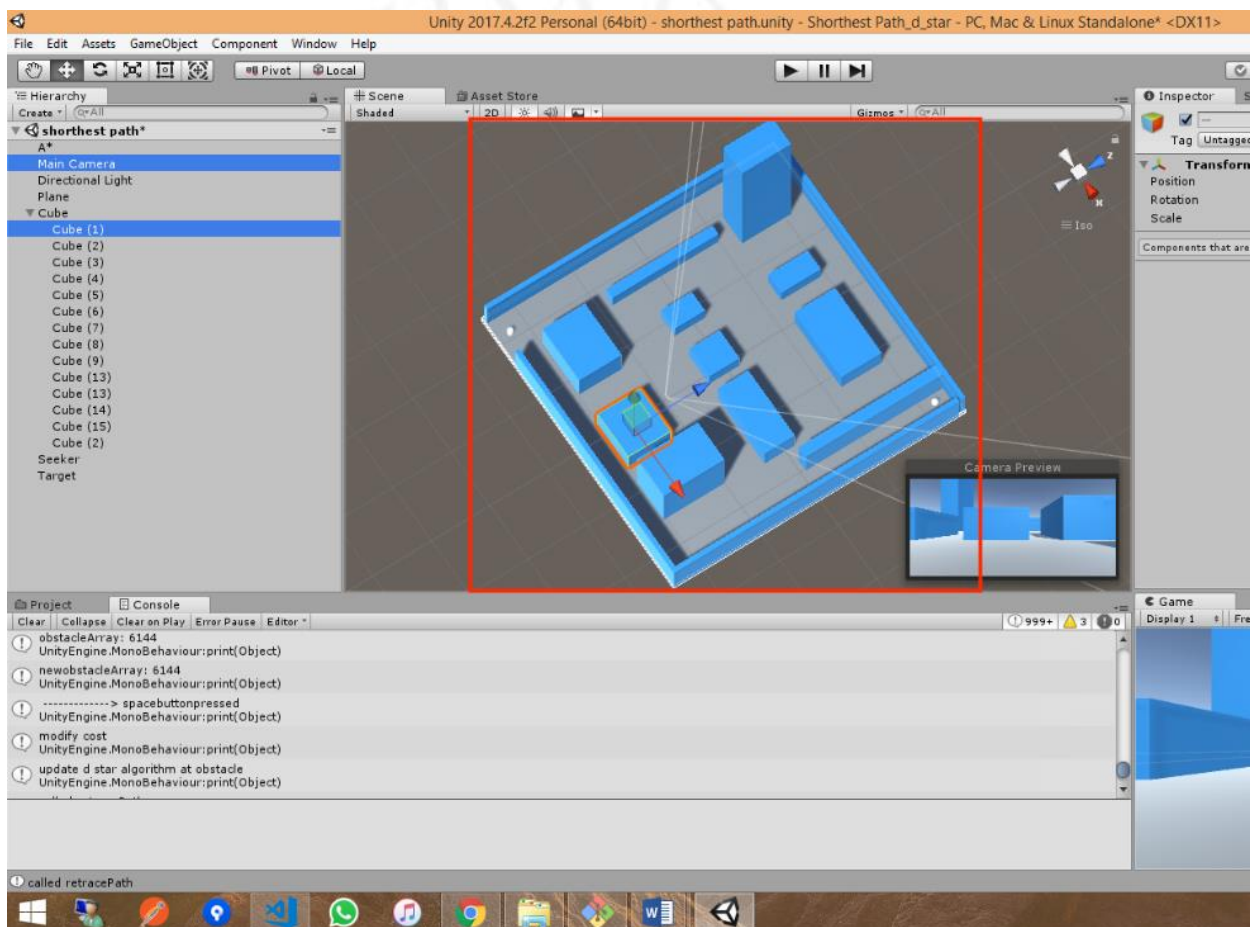 Unity 2017.4.2f2 Personal (64bit) - shorthest path.unity - Shorthest Path_d_star - PC, Mac & Linux Standalone* <DX11>
File Edit Assets GameObject Component Window Help
Pivot Local
Hierarchy
Create All
shorthest path*
A*
Main Camera
Directional Light
Plane
Cube
Cube (1)
Cube (2)
Cube (3)
Cube (4)
Cube (5)
Cube (6)
Cube (7)
Cube (8)
Cube (9)
Cube (13)
Cube (13)
Cube (14)
Cube (15)
Cube (2)
Seeker
Target
Scene Asset Store
Shaded 2D Gizmos All
z
x
Iso
Camera Preview
Inspector S
Tag Untagged
Transform
Position
Rotation
Scale
Components that are
Project Console
Clear Collapse Clear on Play Error Pause Editor 999+ 3 0
obstacleArray: 6144
UnityEngine.MonoBehaviour:print(Object)
newobstacleArray: 6144
UnityEngine.MonoBehaviour:print(Object)
-------------> spacebuttonpressed
UnityEngine.MonoBehaviour:print(Object)
modify cost
UnityEngine.MonoBehaviour:print(Object)
update d star algorithm at obstacle
UnityEngine.MonoBehaviour:print(Object)
called retracePath
Game
Display 1 Fre